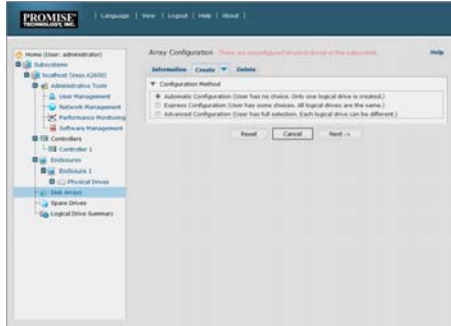 PROMISE
TECHNOLOGY, INC.
| Language | View | Logout | Help | About |
Home (User: administrator)
Subsystems
localhost (Vess A2600)
Administrative Tools
User Management
Network Management
Performance Monitoring
Software Management
Controllers
Controller 1
Enclosures
Enclosure 1
Physical Drives
Disk Arrays
Spare Drives
Logical Drive Summary
Array Configuration There are unconfigured physical drives in the subsystem. Help
Information Create Delete
Configuration Method
Automatic Configuration (User has no choice. Only one logical drive is created.)
Express Configuration (User has some choices. All logical drives are the same.)
Advanced Configuration (User has full selection. Each logical drive can be different.)
Reset Cancel Next ->